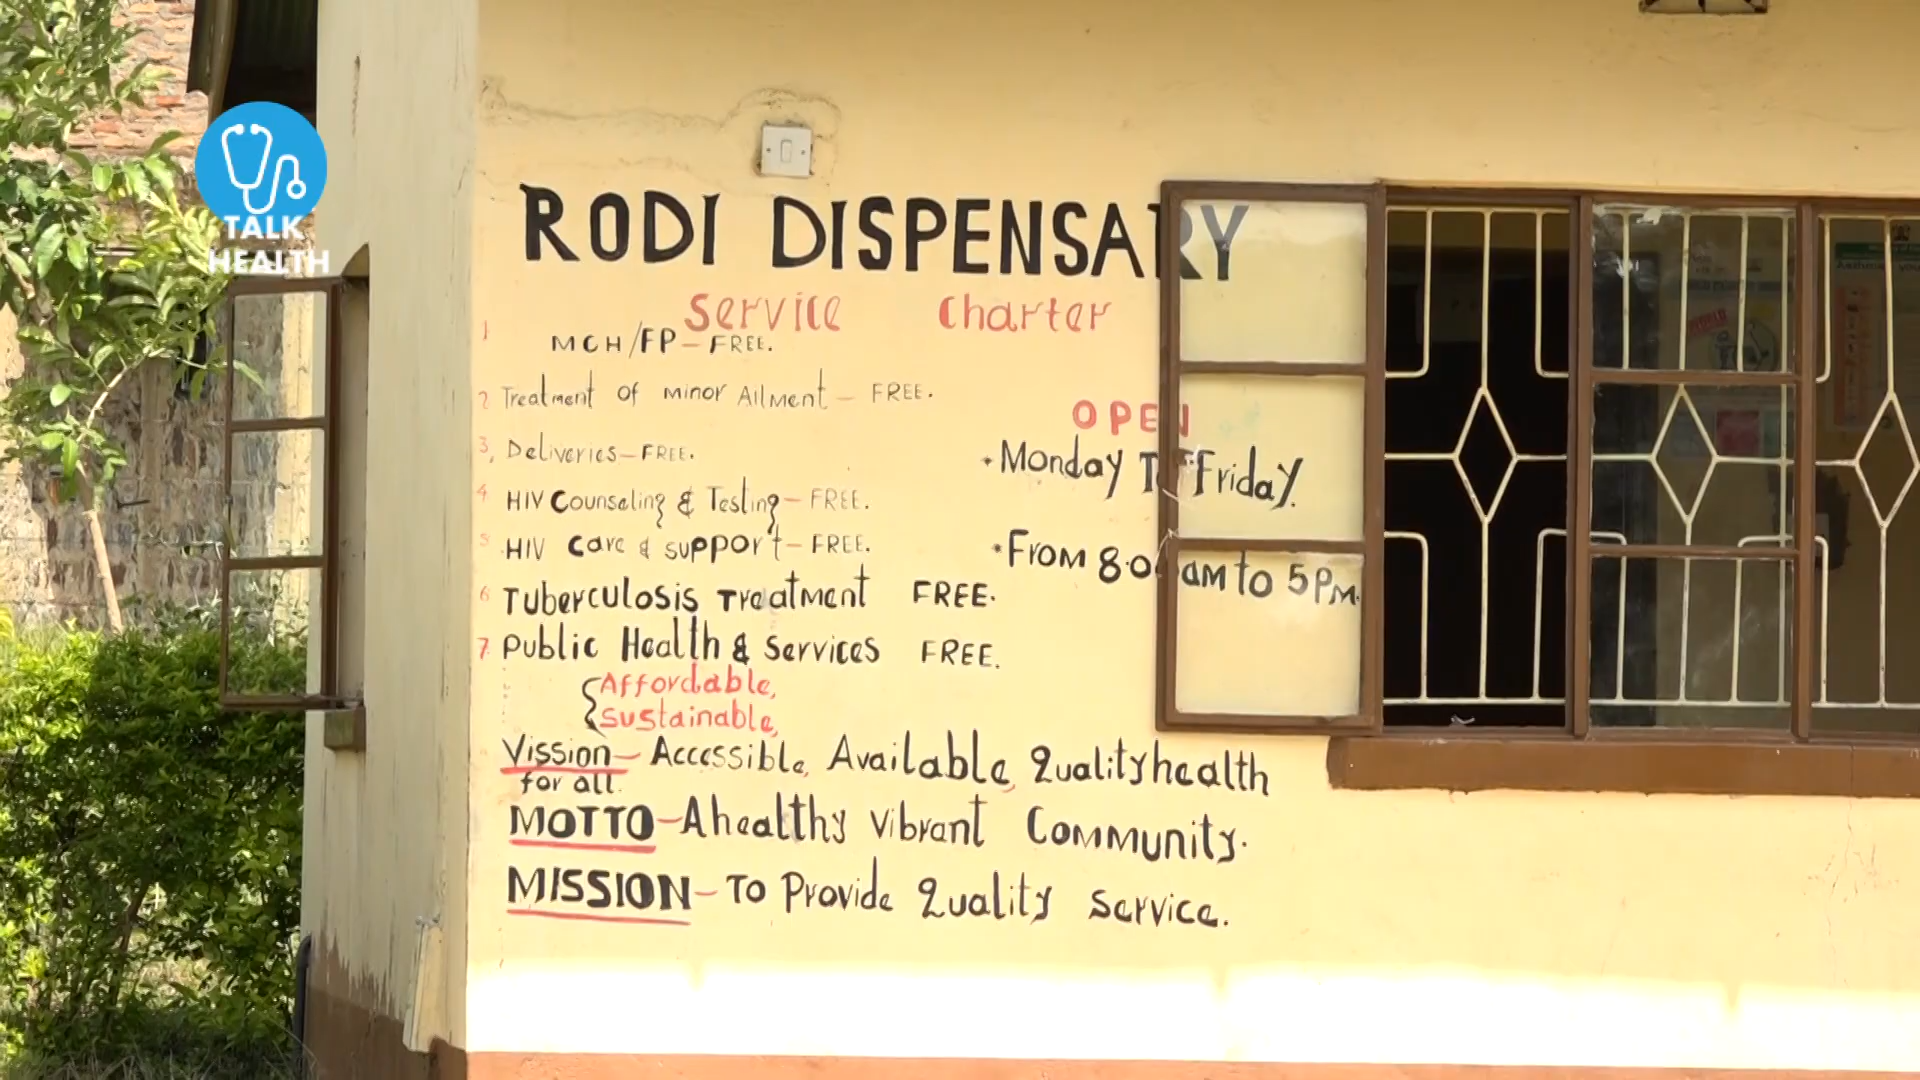 TALK
HEALTH
RODI DISPENSARY
Service Charter
1 MCH/FP – FREE.
2 Treatment of minor Ailment – FREE.
3, Deliveries – FREE.
4 HIV Counseling & Testing – FREE.
5 HIV care & support – FREE.
6 Tuberculosis Treatment FREE.
7. Public Health & Services FREE.
OPEN
Monday To Friday.
From 8.00am to 5Pm.
Affordable,
sustainable,
Vission – Accessible, Available, Quality health
for all.
MOTTO – A healthy vibrant Community.
MISSION – To Provide Quality Service.